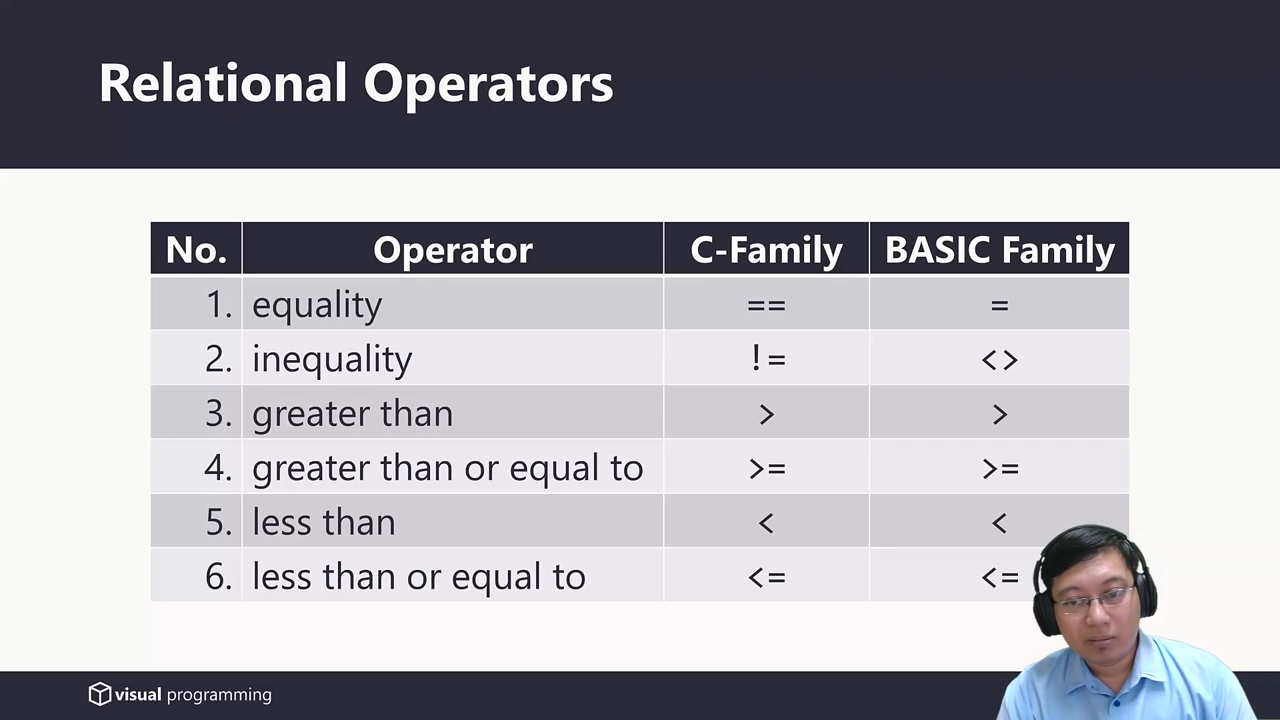 Relational Operators
No. Operator C-Family BASIC Family
1. equality == =
2. inequality != <>
3. greater than > >
4. greater than or equal to >= >=
5. less than < <
6. less than or equal to <= <=
visual programming